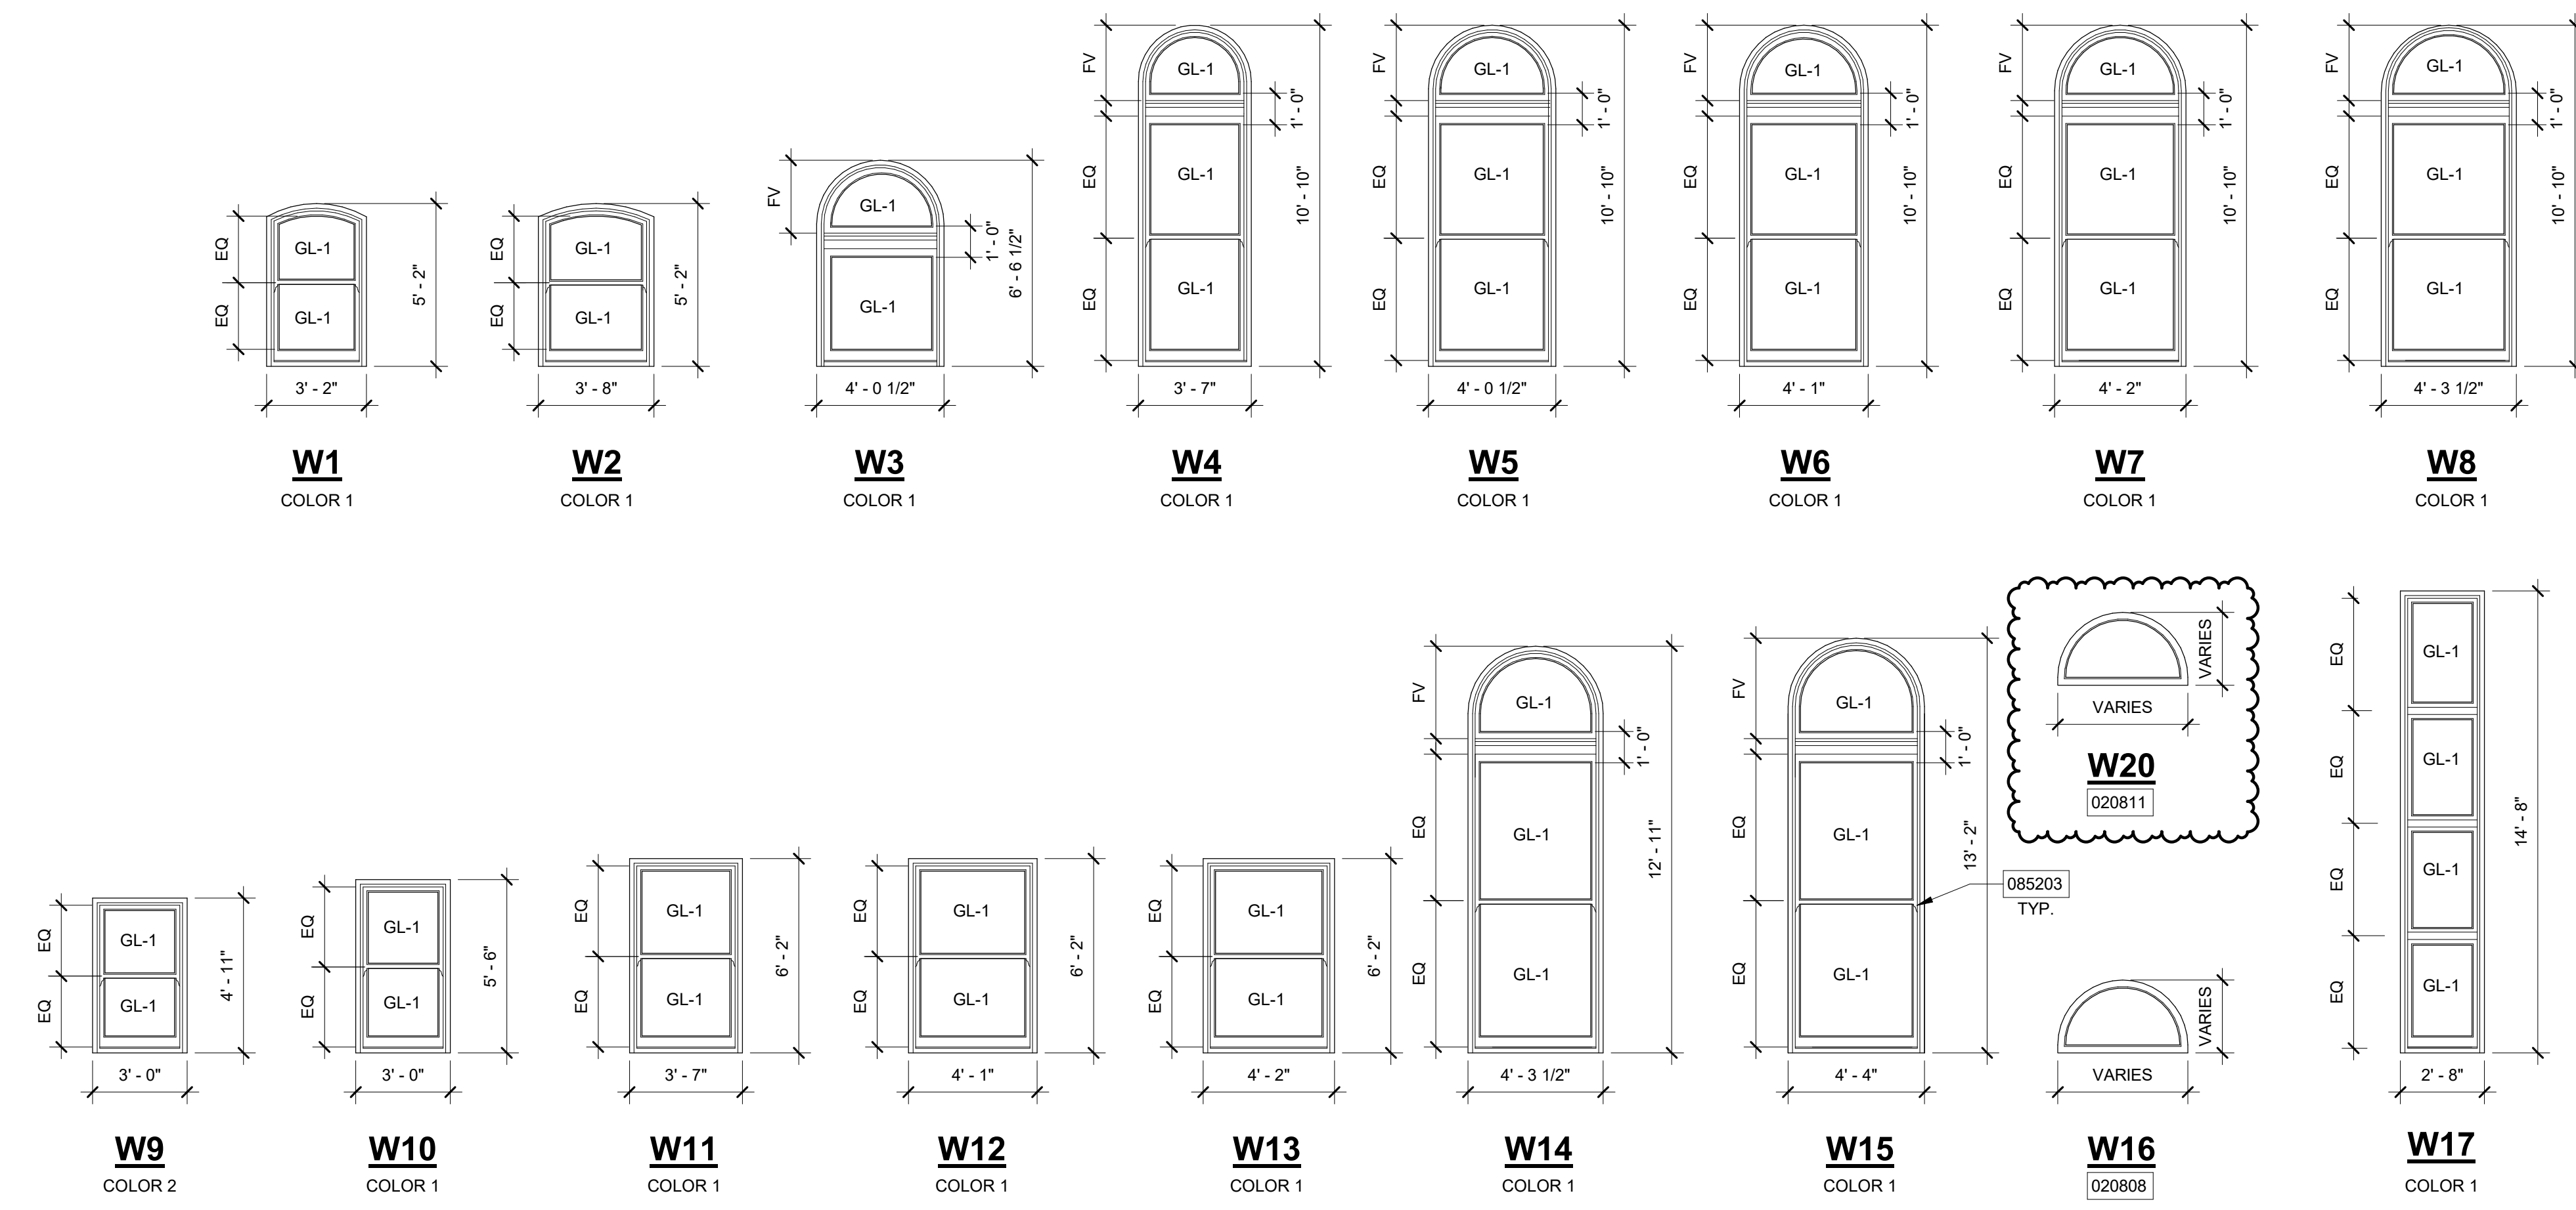 FV
EQ
EQ
GL-1
GL-1
GL-1
1' - 0"
10' - 10"
3' - 7"
FV
EQ
EQ
GL-1
GL-1
GL-1
1' - 0"
10' - 10"
4' - 0 1/2"
FV
EQ
EQ
GL-1
GL-1
GL-1
1' - 0"
10' - 10"
4' - 1"
FV
EQ
EQ
GL-1
GL-1
GL-1
1' - 0"
10' - 10"
4' - 2"
FV
EQ
EQ
GL-1
GL-1
GL-1
1' - 0"
10' - 10"
4' - 3 1/2"
EQ
EQ
GL-1
GL-1
5' - 2"
3' - 2"
EQ
EQ
GL-1
GL-1
5' - 2"
3' - 8"
FV
GL-1
GL-1
1' - 0"
6' - 6 1/2"
4' - 0 1/2"
W1
COLOR 1
W2
COLOR 1
W3
COLOR 1
W4
COLOR 1
W5
COLOR 1
W6
COLOR 1
W7
COLOR 1
W8
COLOR 1
EQ
EQ
GL-1
GL-1
4' - 11"
3' - 0"
W9
COLOR 2
EQ
EQ
GL-1
GL-1
5' - 6"
3' - 0"
W10
COLOR 1
EQ
EQ
GL-1
GL-1
6' - 2"
3' - 7"
W11
COLOR 1
EQ
EQ
GL-1
GL-1
6' - 2"
4' - 1"
W12
COLOR 1
EQ
EQ
GL-1
GL-1
6' - 2"
4' - 2"
W13
COLOR 1
FV
EQ
EQ
GL-1
GL-1
GL-1
1' - 0"
12' - 11"
4' - 3 1/2"
W14
COLOR 1
FV
EQ
EQ
GL-1
GL-1
GL-1
1' - 0"
13' - 2"
085203
TYP.
4' - 4"
W15
COLOR 1
VARIES
VARIES
W20
020811
VARIES
VARIES
W16
020808
EQ
EQ
EQ
EQ
GL-1
GL-1
GL-1
GL-1
14' - 8"
2' - 8"
W17
COLOR 1